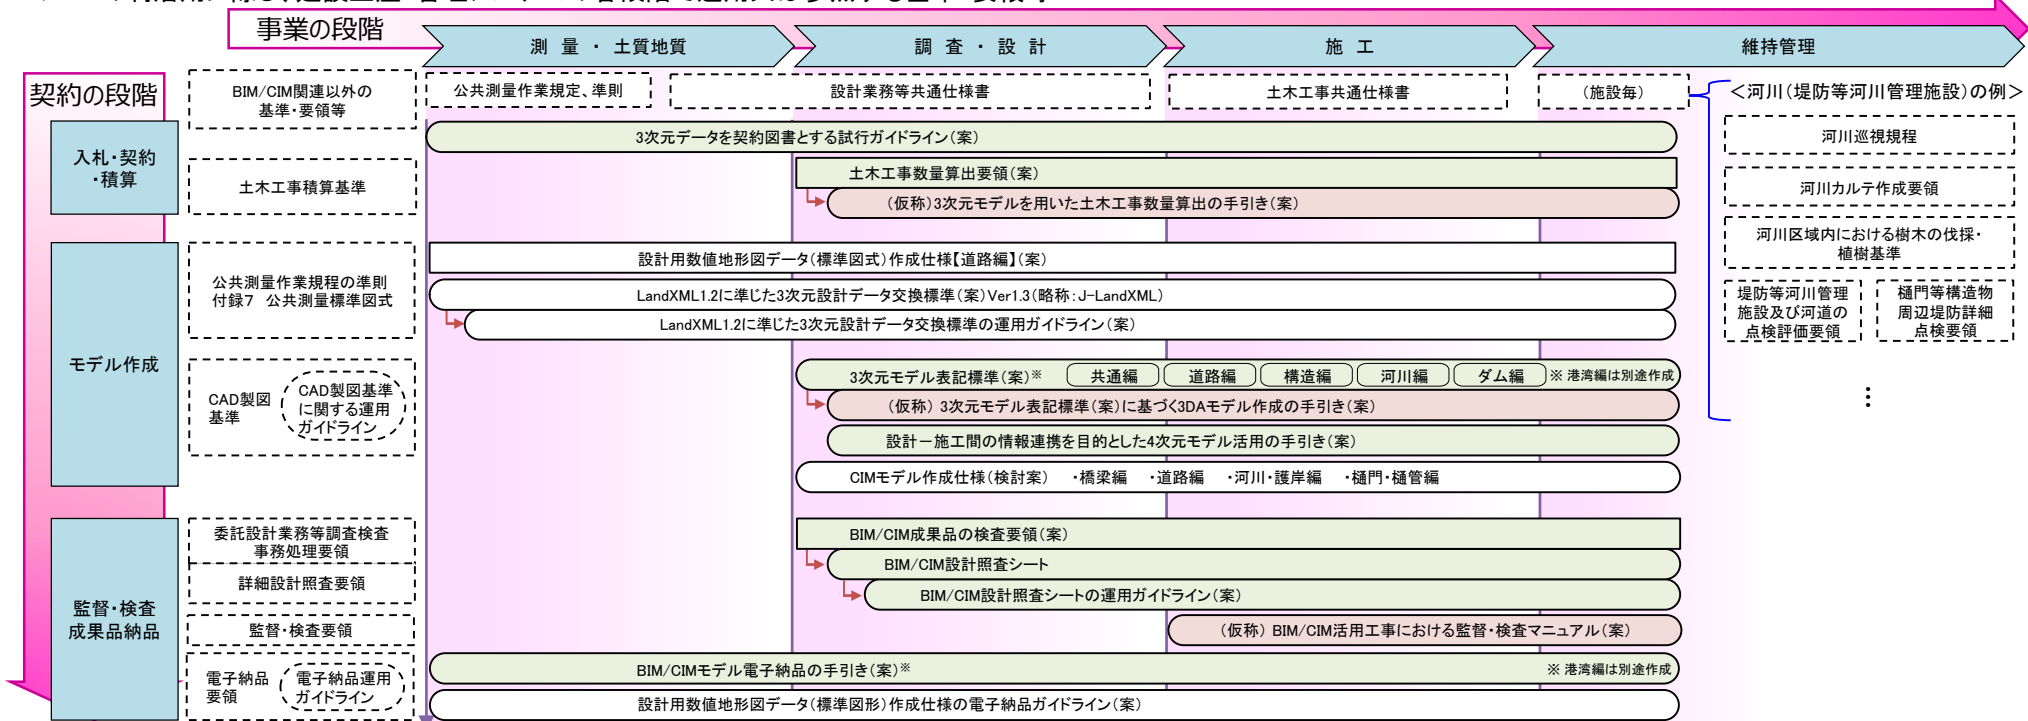 事業の段階
測 量 ・ 土質地質
調 査 ・ 設 計
施 工
維持管理
契約の段階
BIM/CIM関連以外の
基準・要領等
公共測量作業規定、準則
設計業務等共通仕様書
土木工事共通仕様書
(施設毎)
<河川(堤防等河川管理施設)の例>
入札・契約
・積算
土木工事積算基準
3次元データを契約図書とする試行ガイドライン(案)
土木工事数量算出要領(案)
(仮称)3次元モデルを用いた土木工事数量算出の手引き(案)
河川巡視規程
河川カルテ作成要領
河川区域内における樹木の伐採・
植樹基準
堤防等河川管理
施設及び河道の
点検評価要領
樋門等構造物
周辺堤防詳細
点検要領
⋮
モデル作成
公共測量作業規程の準則
付録7 公共測量標準図式
設計用数値地形図データ(標準図式)作成仕様【道路編】(案)
LandXML1.2に準じた3次元設計データ交換標準(案)Ver1.3(略称:J-LandXML)
LandXML1.2に準じた3次元設計データ交換標準の運用ガイドライン(案)
CAD製図
基準
CAD製図基準
に関する運用
ガイドライン
3次元モデル表記標準(案)※ 共通編 道路編 構造編 河川編 ダム編 ※ 港湾編は別途作成
(仮称) 3次元モデル表記標準(案)に基づく3DAモデル作成の手引き(案)
設計-施工間の情報連携を目的とした4次元モデル活用の手引き(案)
CIMモデル作成仕様(検討案) ・橋梁編 ・道路編 ・河川・護岸編 ・樋門・樋管編
監督・検査
成果品納品
委託設計業務等調査検査
事務処理要領
詳細設計照査要領
監督・検査要領
電子納品
要領
電子納品運用
ガイドライン
BIM/CIM成果品の検査要領(案)
BIM/CIM設計照査シート
BIM/CIM設計照査シートの運用ガイドライン(案)
(仮称) BIM/CIM活用工事における監督・検査マニュアル(案)
BIM/CIMモデル電子納品の手引き(案)※ ※ 港湾編は別途作成
設計用数値地形図データ(標準図形)作成仕様の電子納品ガイドライン(案)